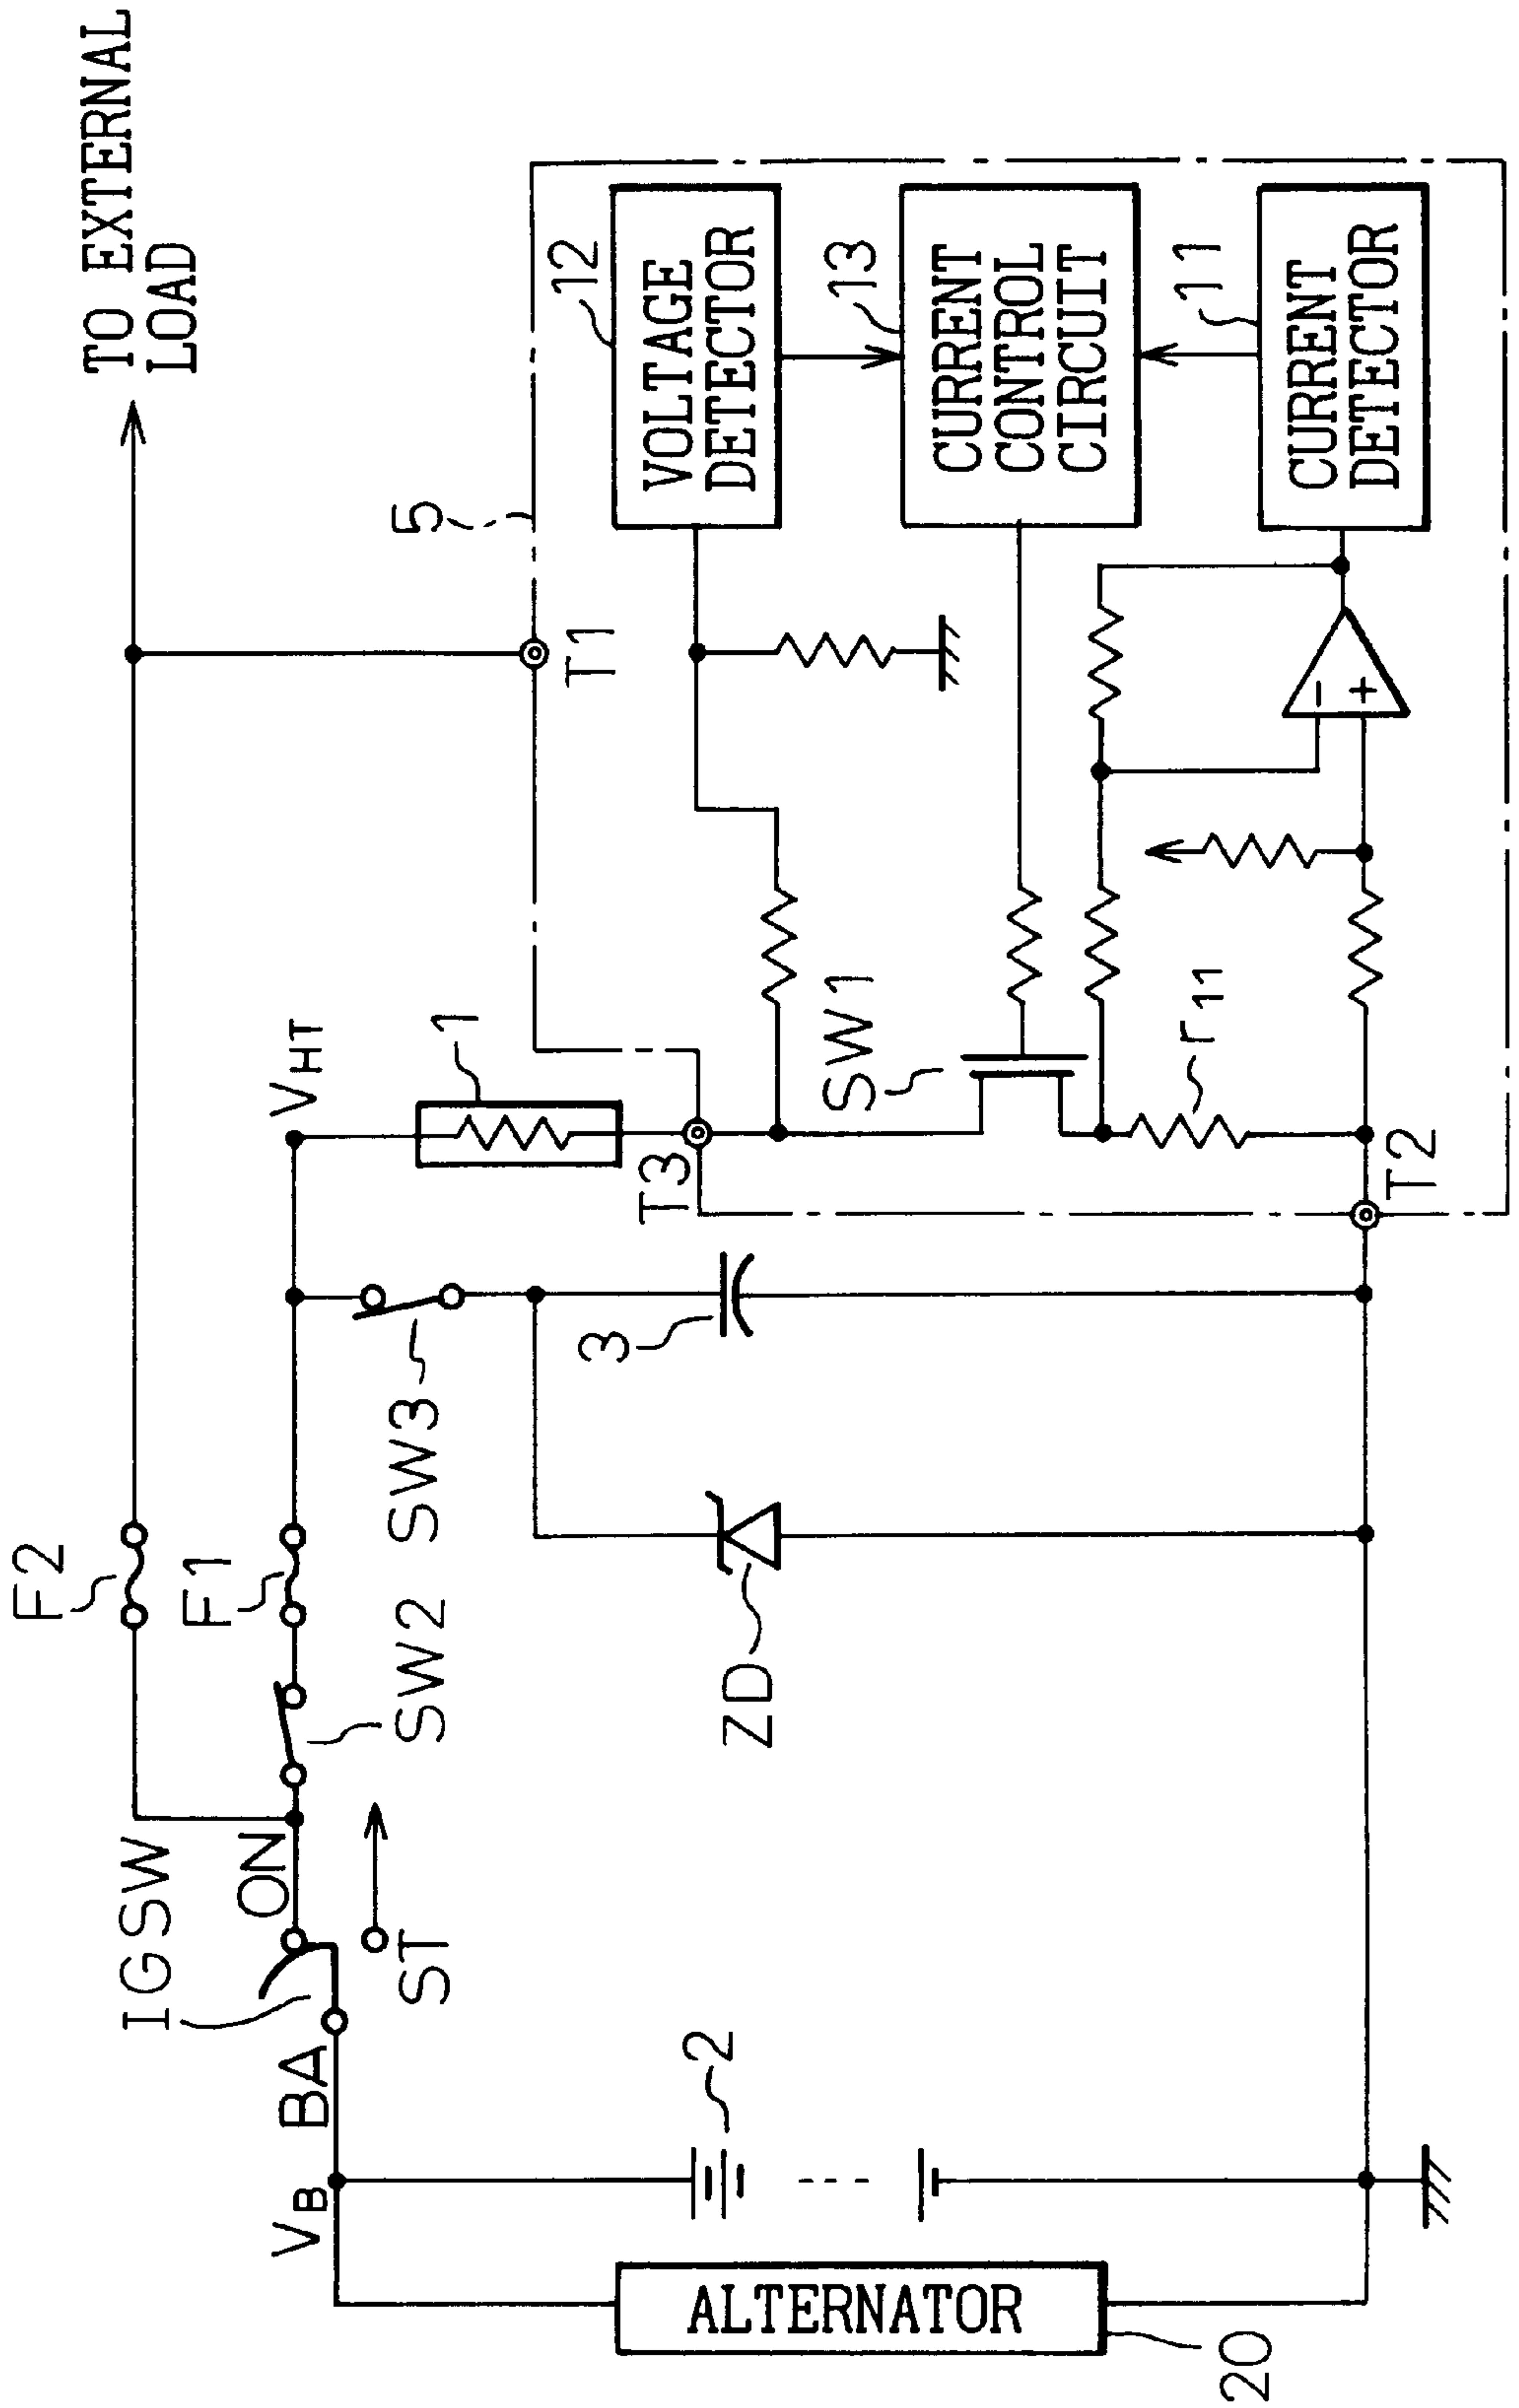 TO EXTERNAL
LOAD
F2
IGSW
F1
ON
VHT
5
T1
1
BA
VB
ST
SW2
SW3
T3
12
VOLTAGE
DETECTOR
2
ZD
3
SW1
13
CURRENT
CONTROL
CIRCUIT
ALTERNATOR
20
r11
T2
-
+
11
CURRENT
DETECTOR